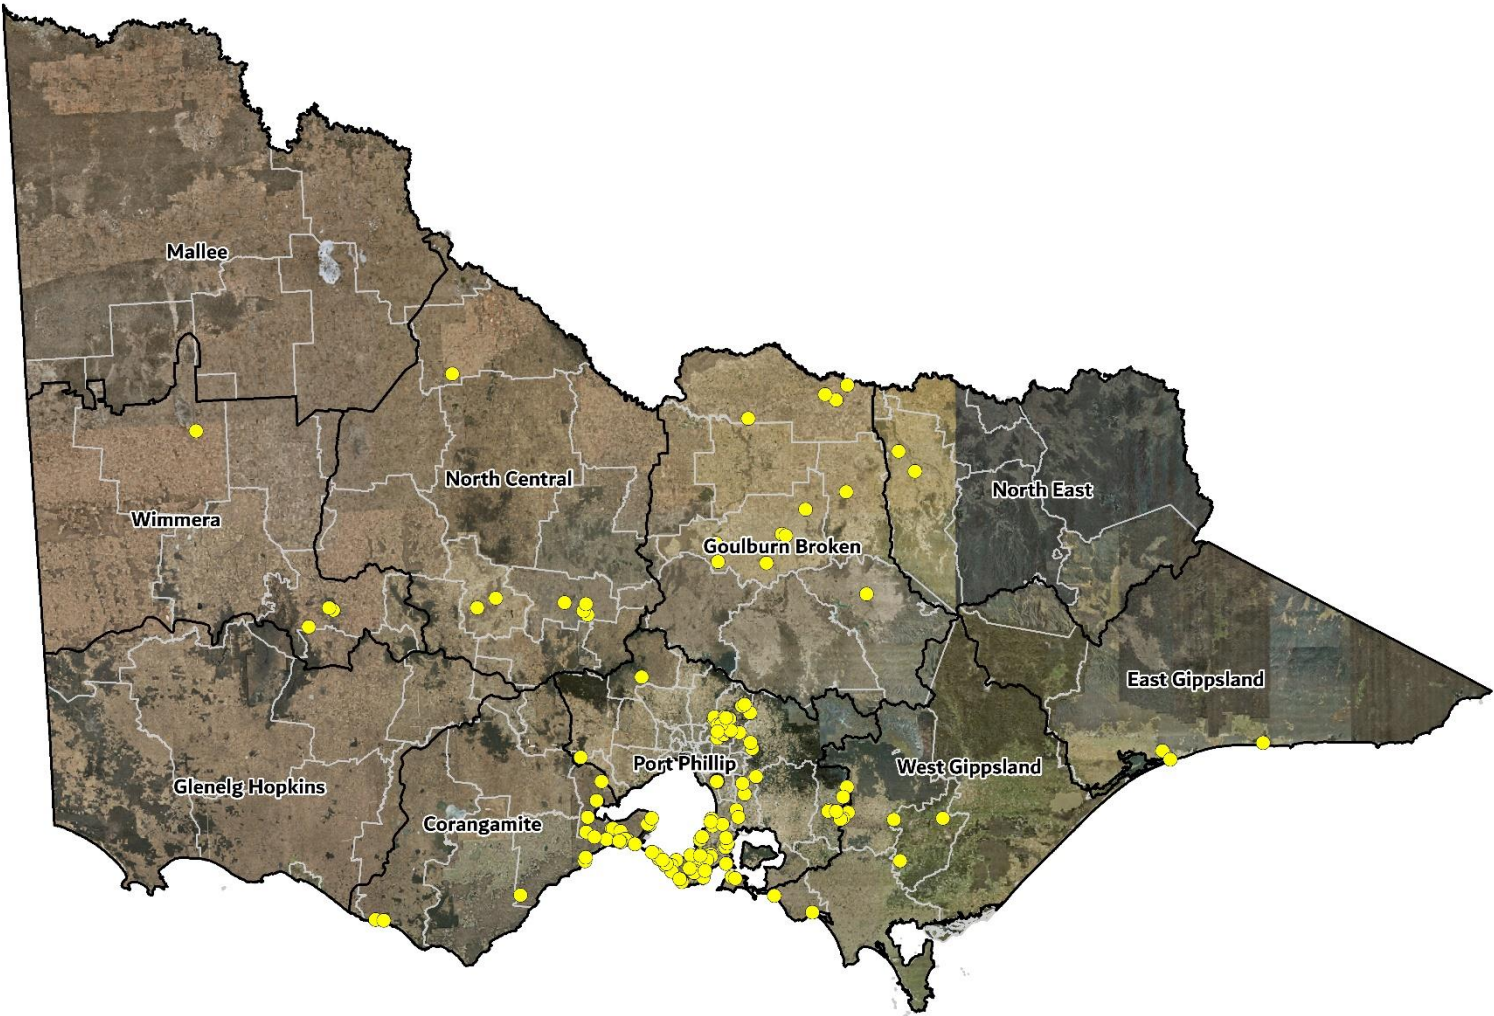 Mallee
North Central
North East
Wimmera
Goulburn Broken
East Gippsland
Port Phillip
West Gippsland
Glenelg Hopkins
Corangamite